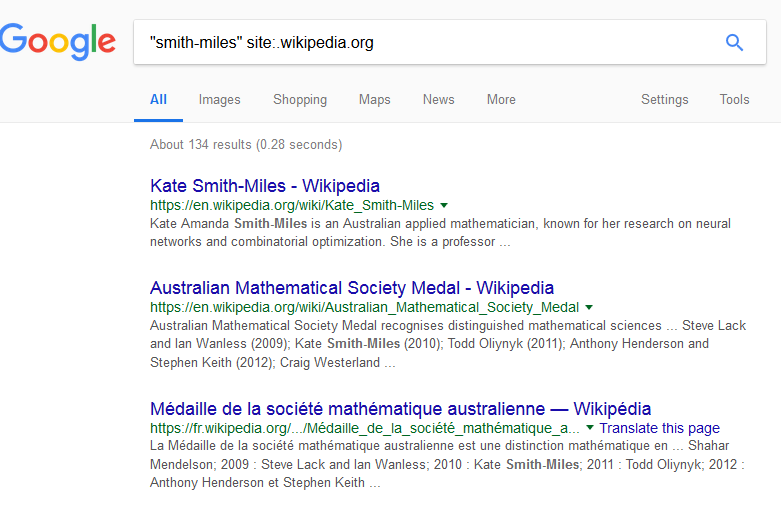 Google
"smith-miles" site:.wikipedia.org
All Images Shopping Maps News More Settings Tools
About 134 results (0.28 seconds)
Kate Smith-Miles - Wikipedia
https://en.wikipedia.org/wiki/Kate_Smith-Miles
Kate Amanda Smith-Miles is an Australian applied mathematician, known for her research on neural
networks and combinatorial optimization. She is a professor ...
Australian Mathematical Society Medal - Wikipedia
https://en.wikipedia.org/wiki/Australian_Mathematical_Society_Medal
Australian Mathematical Society Medal recognises distinguished mathematical sciences ... Steve Lack
and Ian Wanless (2009); Kate Smith-Miles (2010); Todd Oliynyk (2011); Anthony Henderson and
Stephen Keith (2012); Craig Westerland ...
Médaille de la société mathématique australienne — Wikipédia
https://fr.wikipedia.org/.../Médaille_de_la_société_mathématique_a... Translate this page
La Médaille de la société mathématique australienne est une distinction mathématique en ... Shahar
Mendelson; 2009 : Steve Lack and Ian Wanless; 2010 : Kate Smith-Miles; 2011 : Todd Oliynyk; 2012 :
Anthony Henderson et Stephen Keith ...